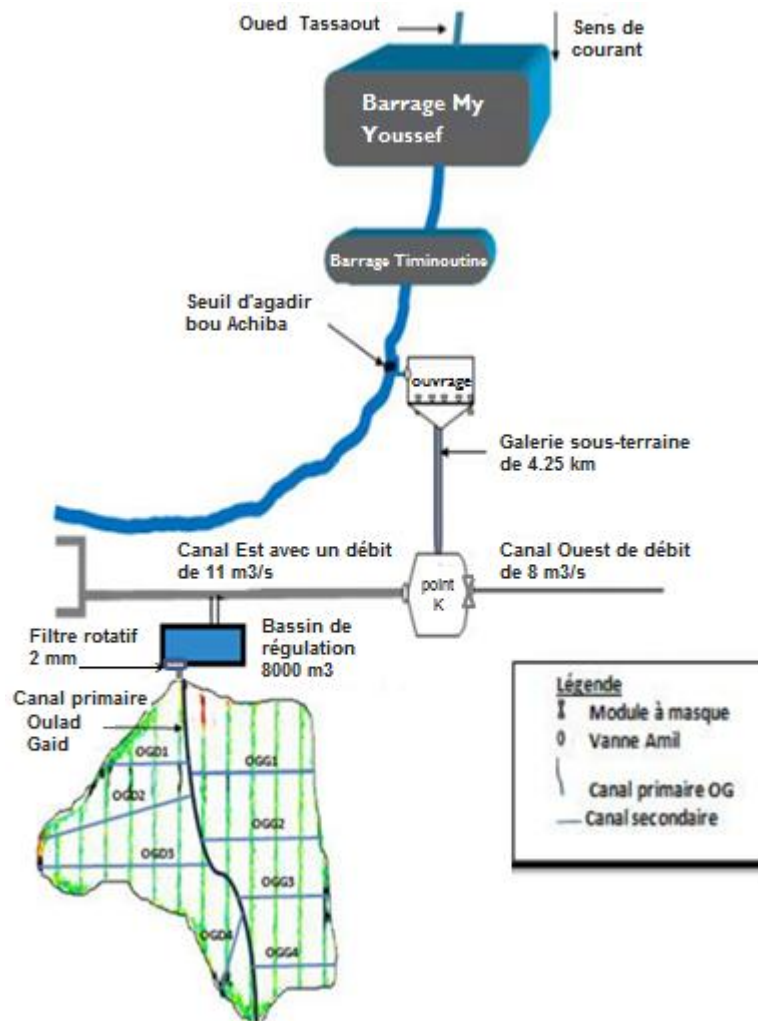 Oued Tassaout
Sens de
courant
Barrage My
Youssef
Barrage Timinoutine
Seuil d'agadir
bou Achiba
ouvrage
Galerie sous-terraine
de 4.25 km
Canal Est avec un débit
de 11 m3/s
Canal Ouest de débit
de 8 m3/s
point
K
Filtre rotatif
2 mm
Bassin de
régulation
8000 m3
Canal primaire
Oulad
Gaid
OGD1
OGG1
OGD2
OGG2
OGD3
OGG3
OGD4
OGG4
Légende
Module à masque
Vanne Amil
Canal primaire OG
Canal secondaire